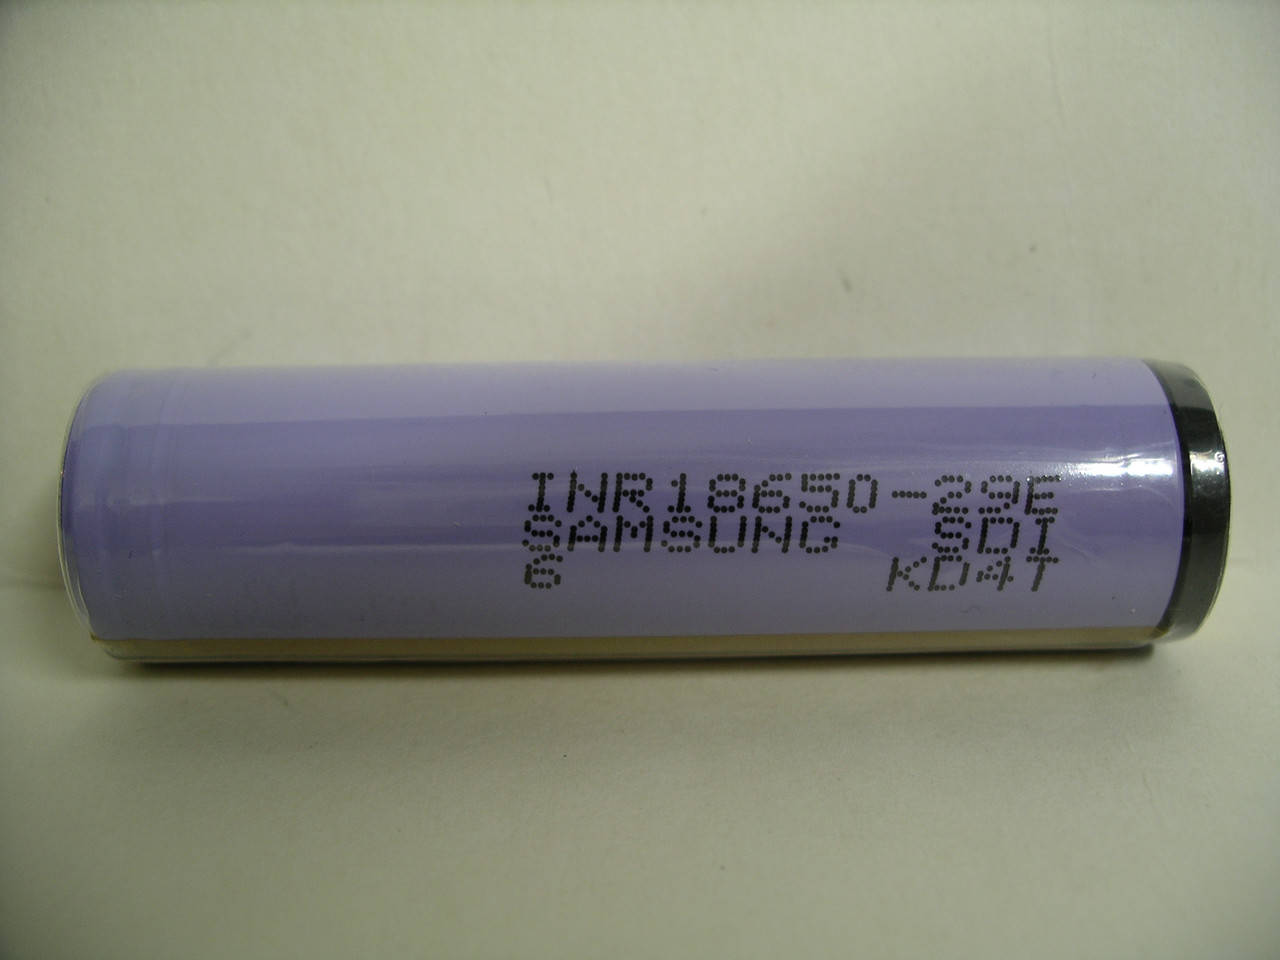 INR18650-29E
SAMSUNG SDI
6 KD4T